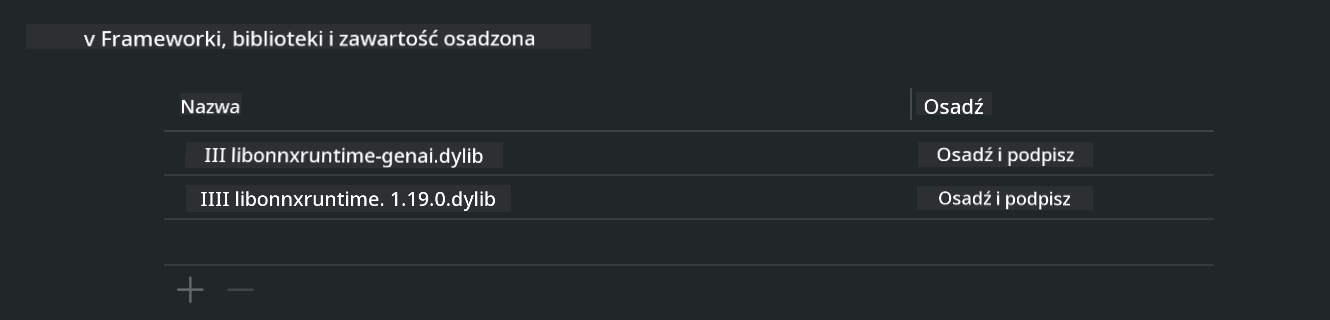 v Frameworki, biblioteki i zawartość osadzona
Nazwa Osadź
III libonnxruntime-genai.dylib Osadź i podpisz
IIII libonnxruntime. 1.19.0.dylib Osadź i podpisz